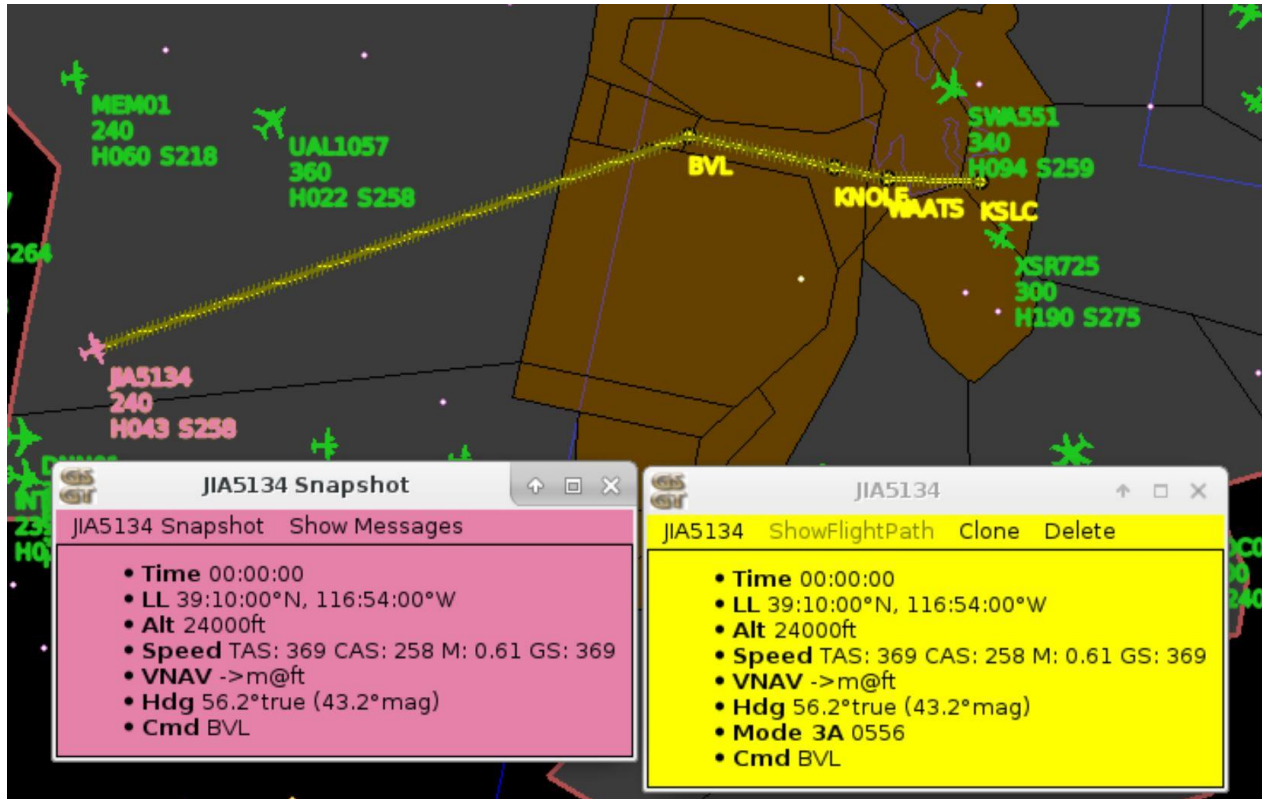 MEM01
240
H060 S218
UAL1057
360
H022 S258
SWA551
340
H094 S259
BVL
KNOLE
WAATS
KSLC
S264
XSR725
300
H190 S275
JIA5134
240
H043 S258
JIA5134 Snapshot
JIA5134 Snapshot Show Messages
• Time 00:00:00
• LL 39:10:00°N, 116:54:00°W
• Alt 24000ft
• Speed TAS: 369 CAS: 258 M: 0.61 GS: 369
• VNAV ->m@ft
• Hdg 56.2°true (43.2°mag)
• Cmd BVL
JIA5134
JIA5134 ShowFlightPath Clone Delete
• Time 00:00:00
• LL 39:10:00°N, 116:54:00°W
• Alt 24000ft
• Speed TAS: 369 CAS: 258 M: 0.61 GS: 369
• VNAV ->m@ft
• Hdg 56.2°true (43.2°mag)
• Mode 3A 0556
• Cmd BVL